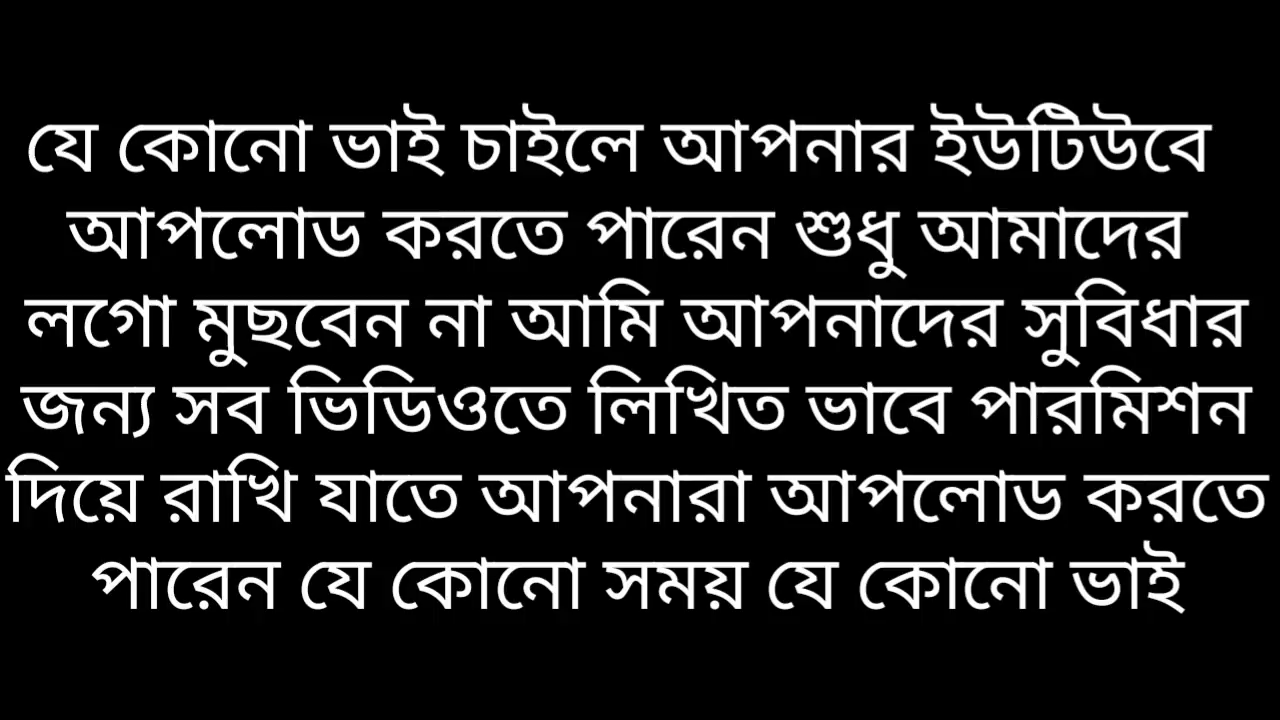 যে কোনো ভাই চাইলে আপনার ইউটিউবে
আপলোড করতে পারেন শুধু আমাদের
লগো মুছবেন না আমি আপনাদের সুবিধার
জন্য সব ভিডিওতে লিখিত ভাবে পারমিশন
দিয়ে রাখি যাতে আপনারা আপলোড করতে
পারেন যে কোনো সময় যে কোনো ভাই